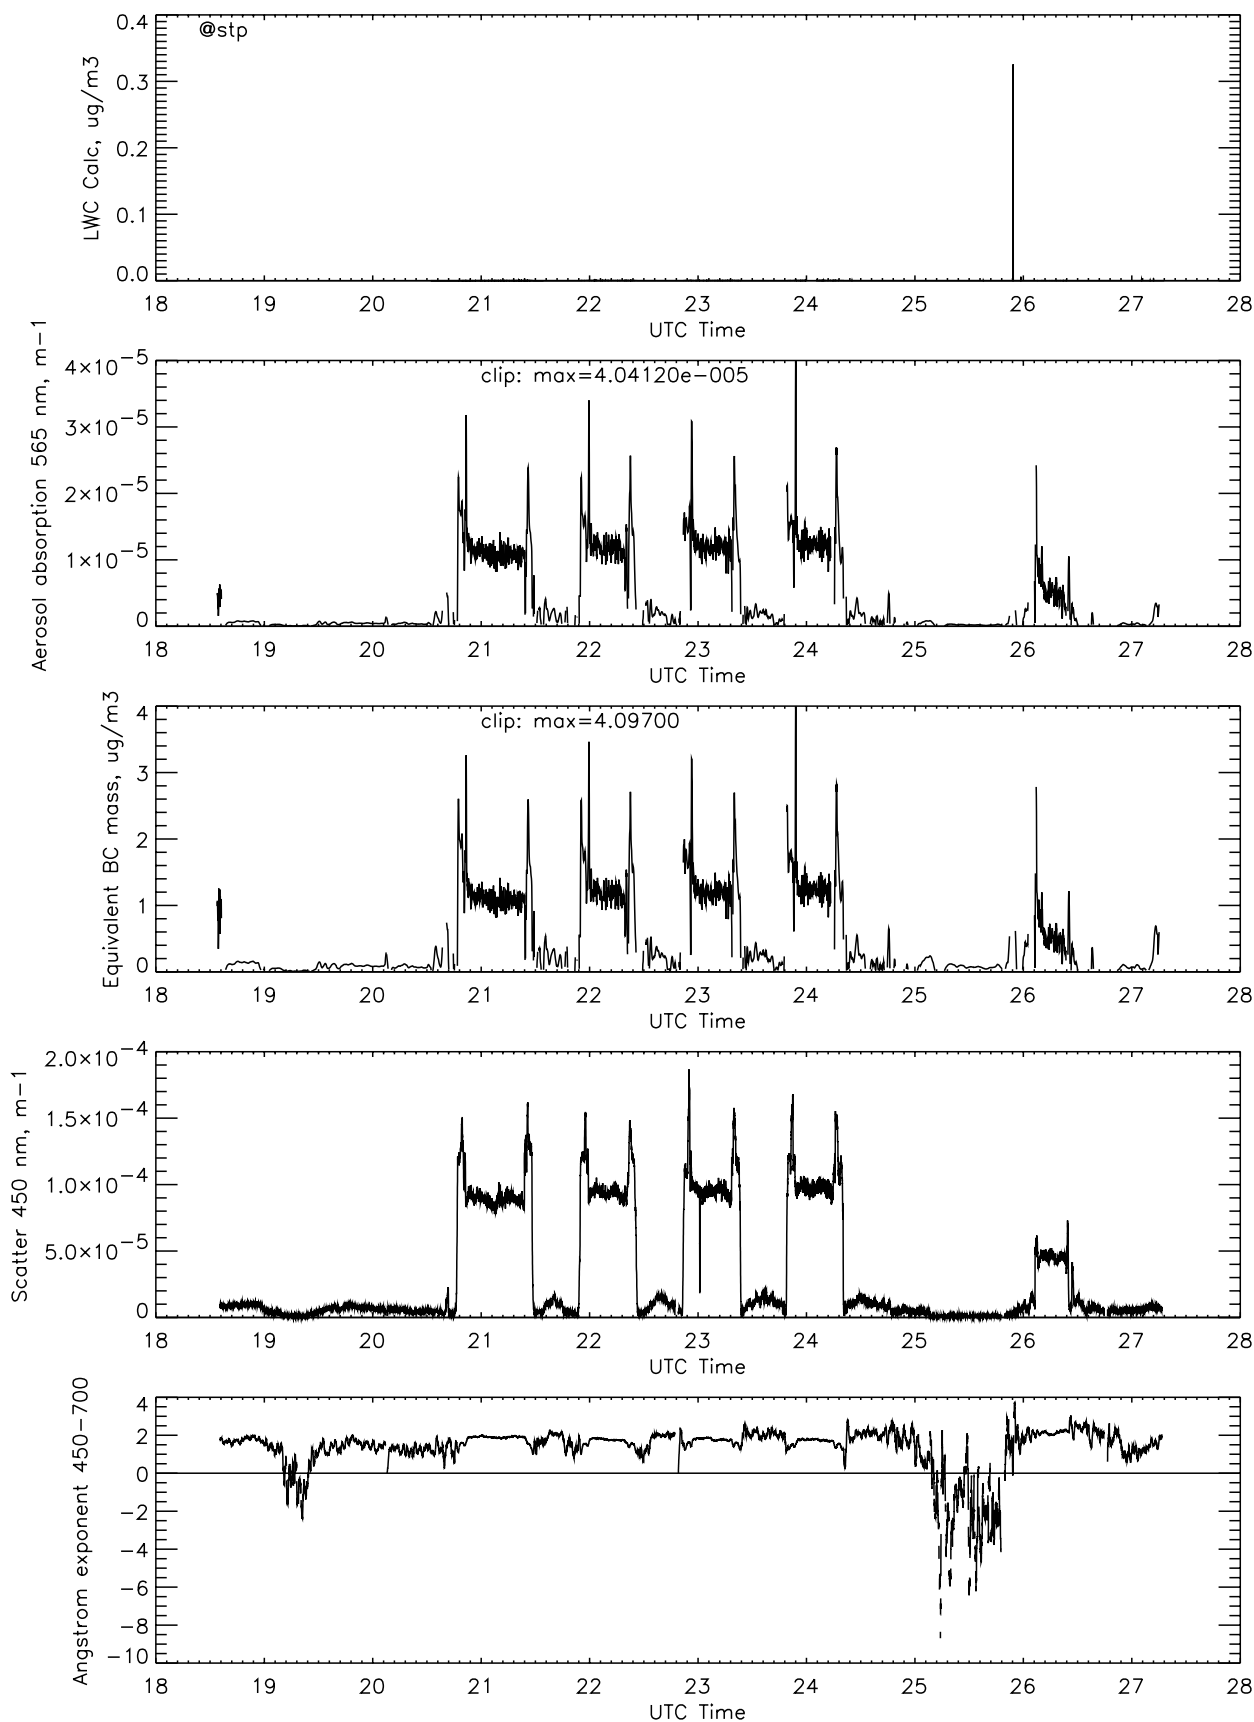 @stp
LWC Calc, ug/m3
0.4
0.3
0.2
0.1
0.0
18 19 20 21 22 23 24 25 26 27 28
UTC Time
Aerosol absorption 565 nm, m−1
clip: max=4.04120e−005
4×10−5
3×10−5
2×10−5
1×10−5
0
18 19 20 21 22 23 24 25 26 27 28
UTC Time
Equivalent BC mass, ug/m3
clip: max=4.09700
4
3
2
1
0
18 19 20 21 22 23 24 25 26 27 28
UTC Time
Scatter 450 nm, m−1
2.0×10−4
1.5×10−4
1.0×10−4
5.0×10−5
0
18 19 20 21 22 23 24 25 26 27 28
UTC Time
Angstrom exponent 450−700
4
2
0
−2
−4
−6
−8
−10
18 19 20 21 22 23 24 25 26 27 28
UTC Time